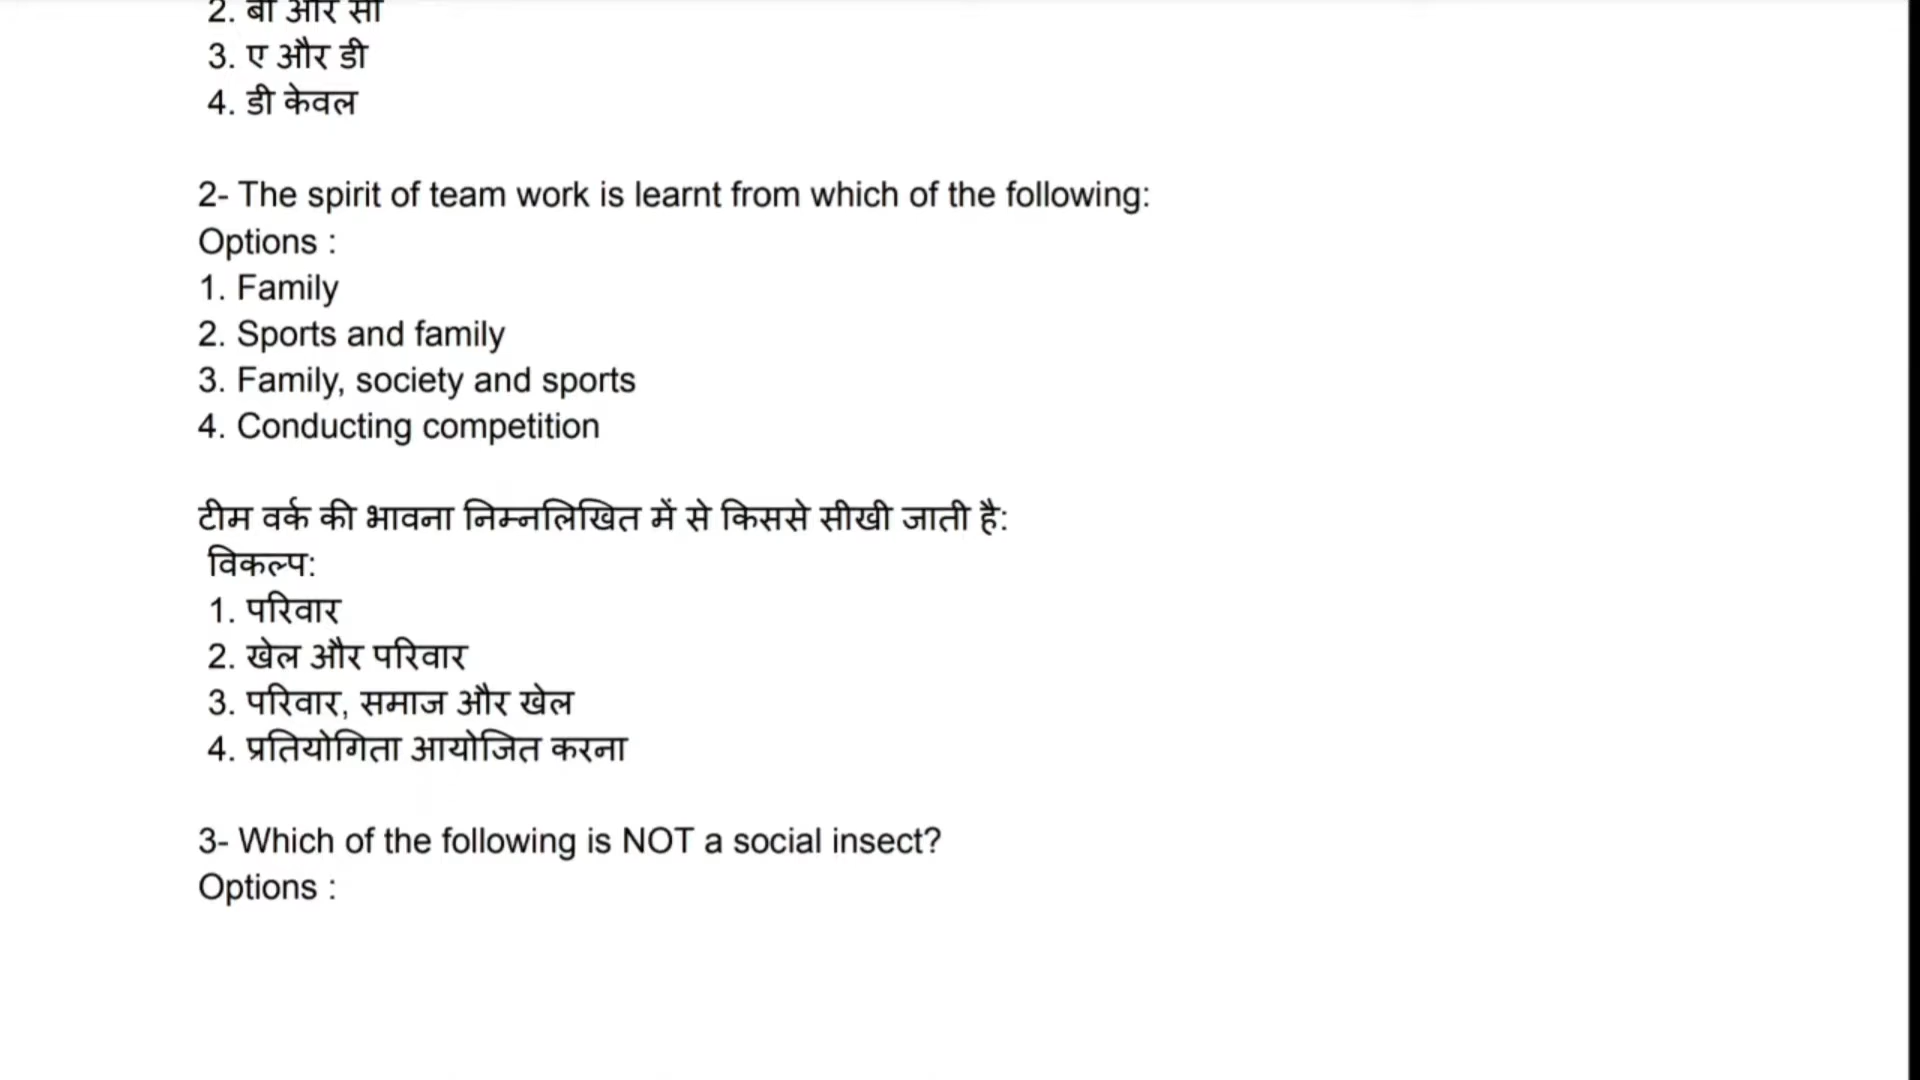 2. बी और सी
3. ए और डी
4. डी केवल
2- The spirit of team work is learnt from which of the following:
Options :
1. Family
2. Sports and family
3. Family, society and sports
4. Conducting competition
टीम वर्क की भावना निम्नलिखित में से किससे सीखी जाती है:
विकल्प:
1. परिवार
2. खेल और परिवार
3. परिवार, समाज और खेल
4. प्रतियोगिता आयोजित करना
3- Which of the following is NOT a social insect?
Options :